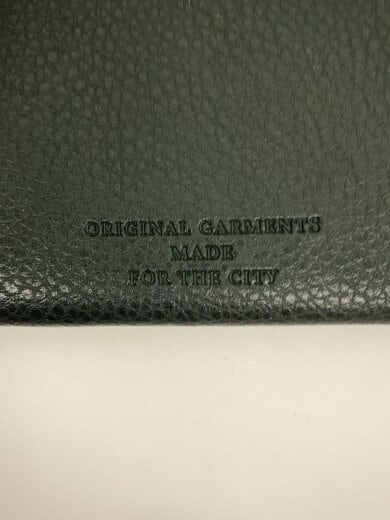 ORIGINAL GARMENTS
MADE
FOR THE CITY